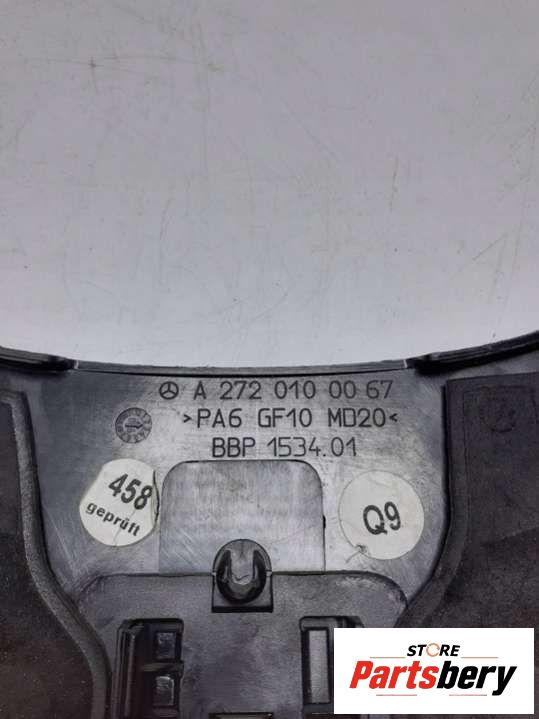 A 272 010 00 67
>PA6 GF10 MD20<
BBP 1534.01
458
geprüft
Q9
STORE
Partsbery